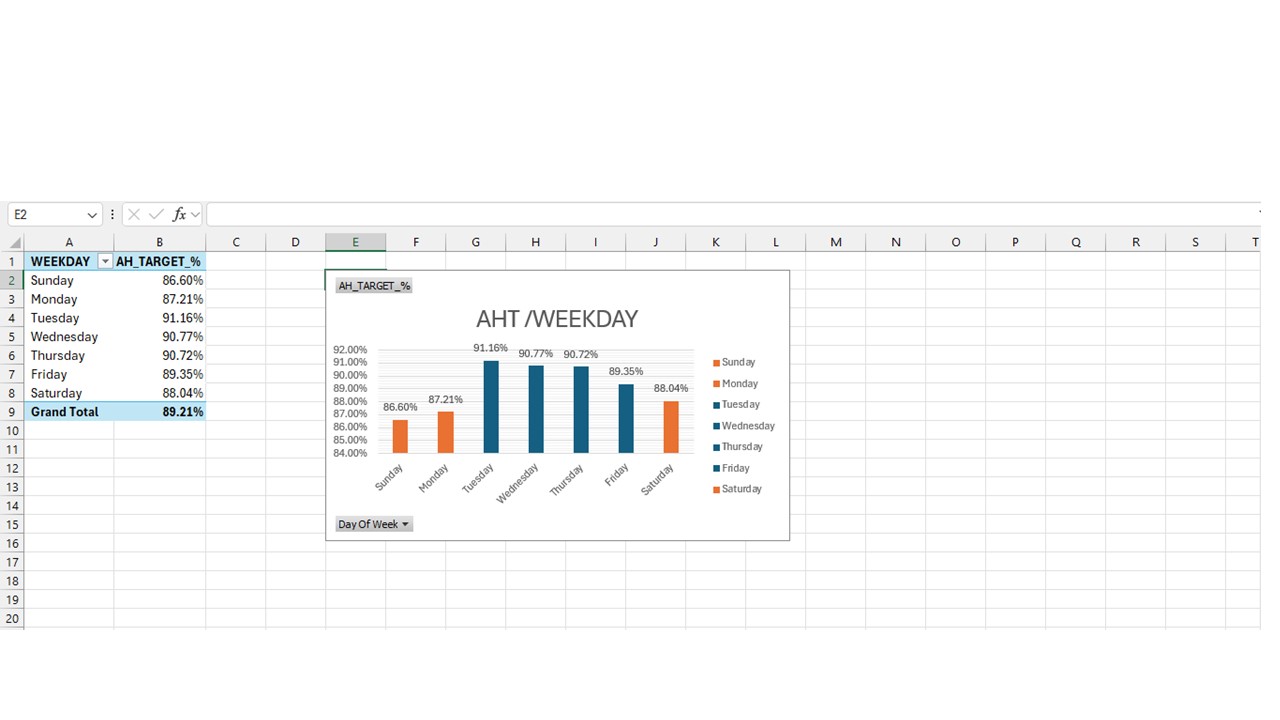 E2
fx
A B C D E F G H I J K L M N O P Q R S T
1 WEEKDAY AH_TARGET_%
2 Sunday 86.60%
3 Monday 87.21%
4 Tuesday 91.16%
5 Wednesday 90.77%
6 Thursday 90.72%
7 Friday 89.35%
8 Saturday 88.04%
9 Grand Total 89.21%
10
11
12
13
14
15
16
17
18
19
20
AH_TARGET_%
AHT /WEEKDAY
92.00%
91.00%
90.00%
89.00%
88.00%
87.00%
86.00%
85.00%
84.00%
86.60%
87.21%
91.16%
90.77%
90.72%
89.35%
88.04%
Sunday
Monday
Tuesday
Wednesday
Thursday
Friday
Saturday
Sunday
Monday
Tuesday
Wednesday
Thursday
Friday
Saturday
Day Of Week